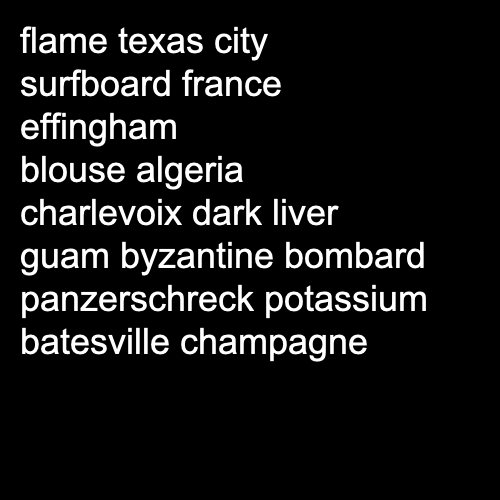 flame texas city
surfboard france
effingham
blouse algeria
charlevoix dark liver
guam byzantine bombard
panzerschreck potassium
batesville champagne